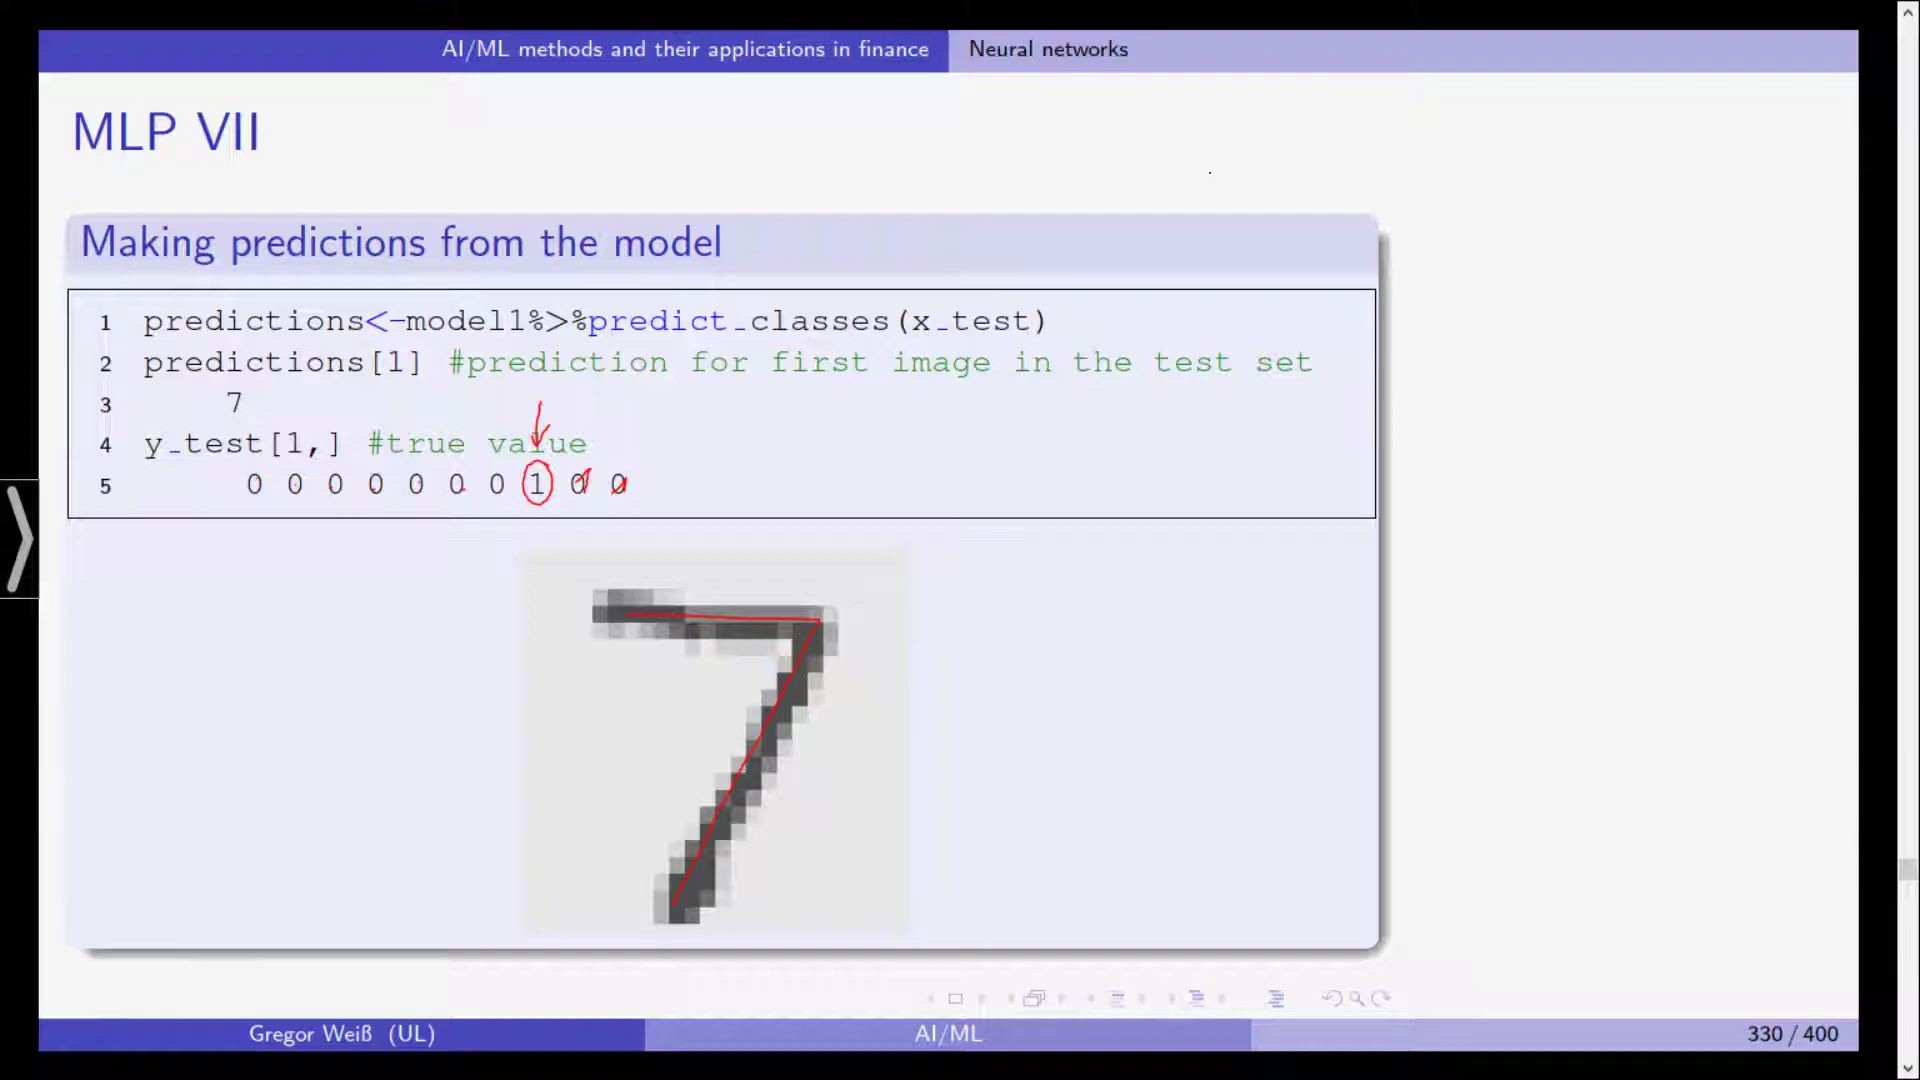 AI/ML methods and their applications in finance Neural networks
MLP VII
Making predictions from the model
1 predictions<-model1%>%predict_classes(x_test)
2 predictions[1] #prediction for first image in the test set
3 7
4 y_test[1,] #true value
5 0 0 0 0 0 0 0 1 0 0
7
Gregor Weiß (UL) AI/ML 330 / 400